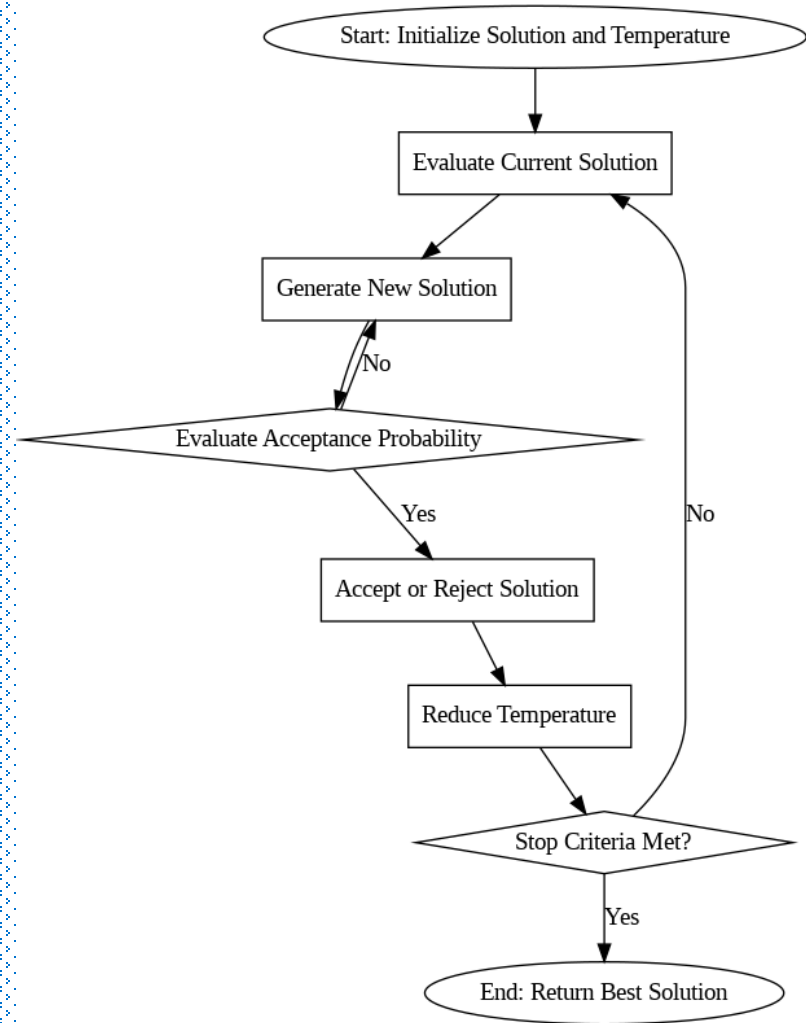 Start: Initialize Solution and Temperature
Evaluate Current Solution
Generate New Solution
No
Evaluate Acceptance Probability
Yes
No
Accept or Reject Solution
Reduce Temperature
Stop Criteria Met?
Yes
End: Return Best Solution